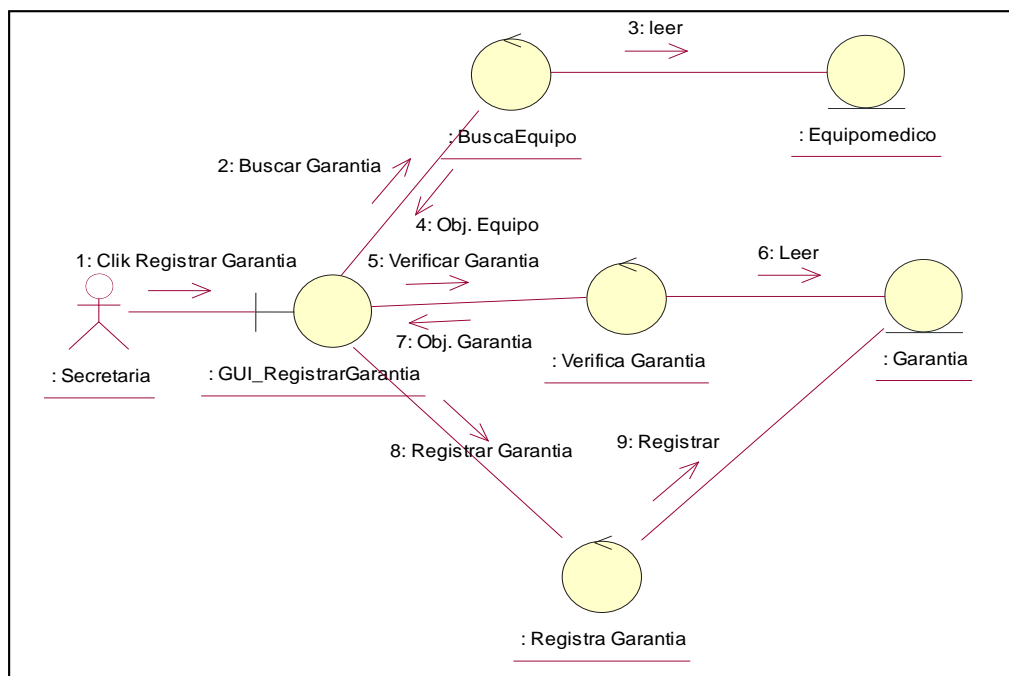 3: leer
: BuscaEquipo
: Equipomedico
2: Buscar Garantia
4: Obj. Equipo
1: Clik Registrar Garantia
5: Verificar Garantia
6: Leer
7: Obj. Garantia
: Verifica Garantia
: Garantia
: Secretaria
: GUI_RegistrarGarantia
8: Registrar Garantia
9: Registrar
: Registra Garantia